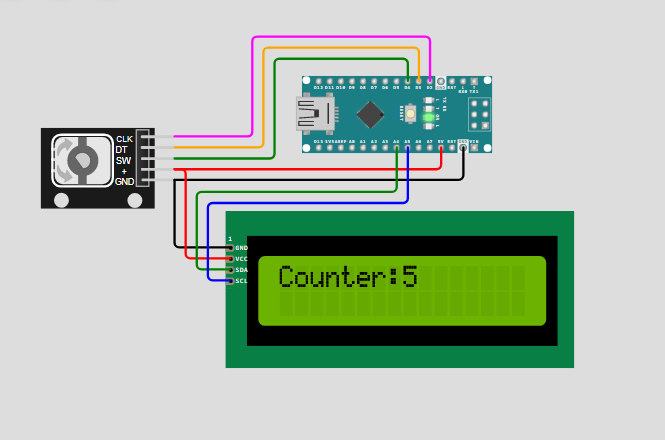 D12 D11 D10 D9 D8 D7 D6 D5 D4 D3 D2 GND RST
TX1
RESET
D13 3V3 AREF A0 A1 A2 A3 A4 A5 A6 A7 5V RST GND VIN
CLK
DT
SW
+
GND
1
GND
VCC
SDA
SCL
Counter:5